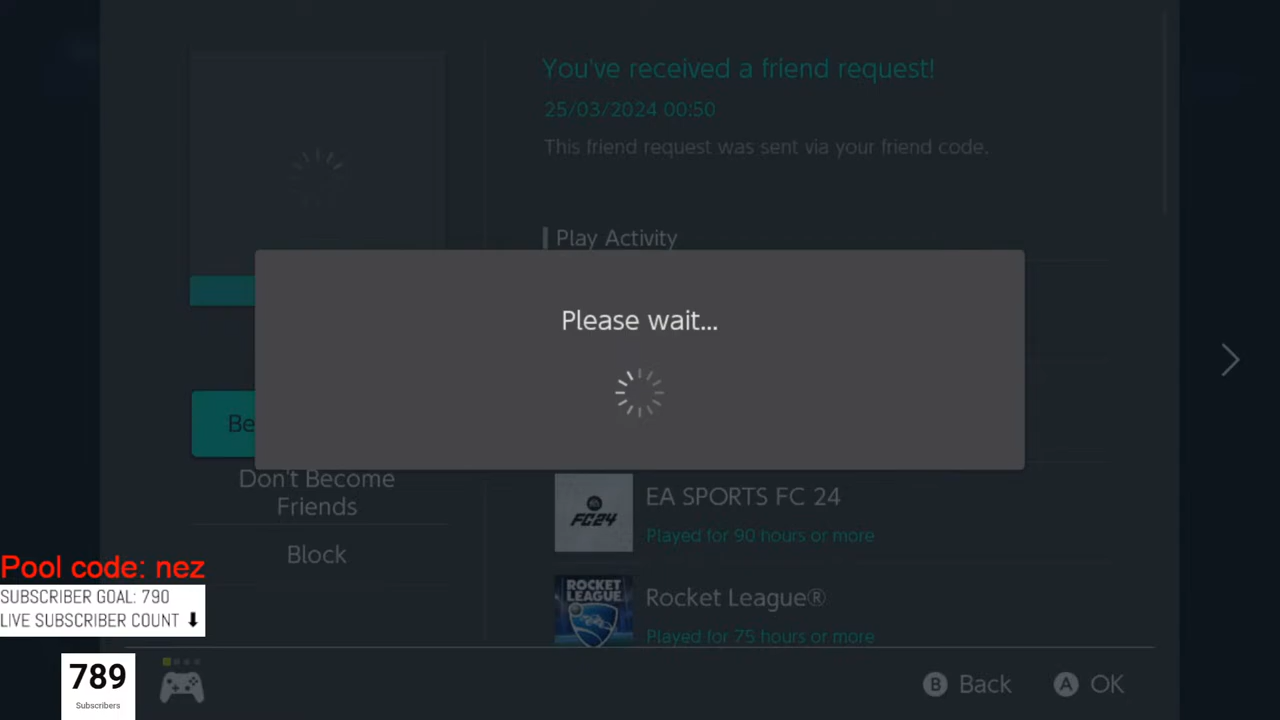 You've received a friend request!
25/03/2024 00:50
This friend request was sent via your friend code.
Play Activity
Please wait...
Be
Don't Become
Friends
Block
FC24
EA SPORTS FC 24
Played for 90 hours or more
ROCKET
LEAGUE
Rocket League®
Played for 75 hours or more
Pool code: nez
SUBSCRIBER GOAL: 790
LIVE SUBSCRIBER COUNT ⬇
789
Subscribers
B Back
A OK